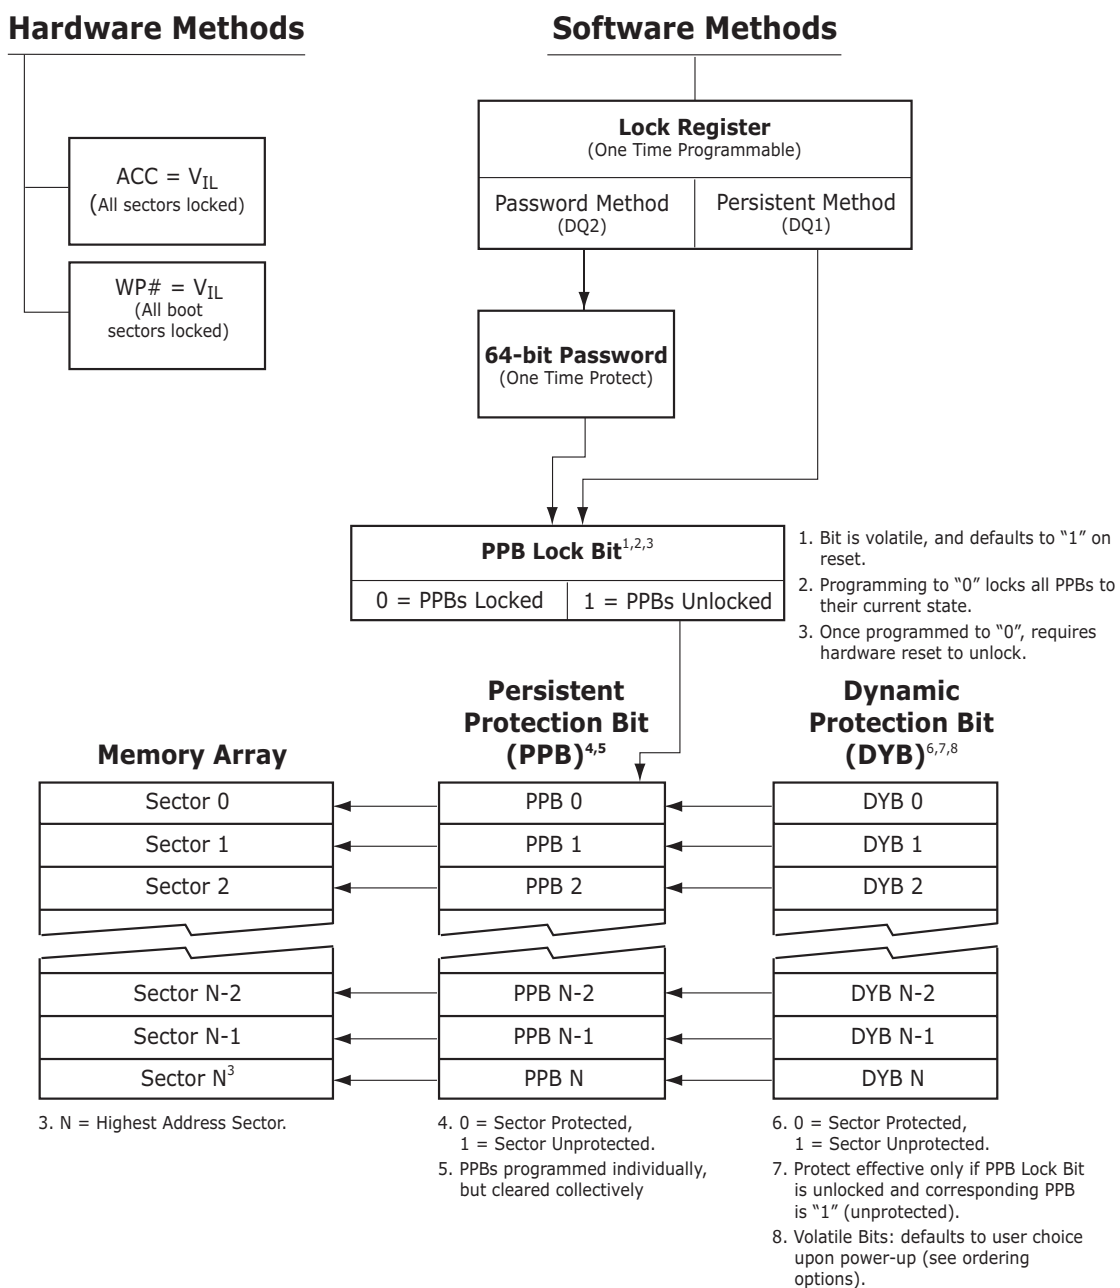 Hardware Methods
Software Methods
ACC = VIL
(All sectors locked)
WP# = VIL
(All boot
sectors locked)
Lock Register
(One Time Programmable)
Password Method
(DQ2)
Persistent Method
(DQ1)
64-bit Password
(One Time Protect)
PPB Lock Bit1,2,3
0 = PPBs Locked
1 = PPBs Unlocked
1. Bit is volatile, and defaults to “1” on
reset.
2. Programming to “0” locks all PPBs to
their current state.
3. Once programmed to “0”, requires
hardware reset to unlock.
Memory Array
Persistent
Protection Bit
(PPB)4,5
Dynamic
Protection Bit
(DYB)6,7,8
Sector 0
PPB 0
DYB 0
Sector 1
PPB 1
DYB 1
Sector 2
PPB 2
DYB 2
Sector N-2
PPB N-2
DYB N-2
Sector N-1
PPB N-1
DYB N-1
Sector N3
PPB N
DYB N
3. N = Highest Address Sector.
4. 0 = Sector Protected,
1 = Sector Unprotected.
5. PPBs programmed individually,
but cleared collectively
6. 0 = Sector Protected,
1 = Sector Unprotected.
7. Protect effective only if PPB Lock Bit
is unlocked and corresponding PPB
is “1” (unprotected).
8. Volatile Bits: defaults to user choice
upon power-up (see ordering
options).